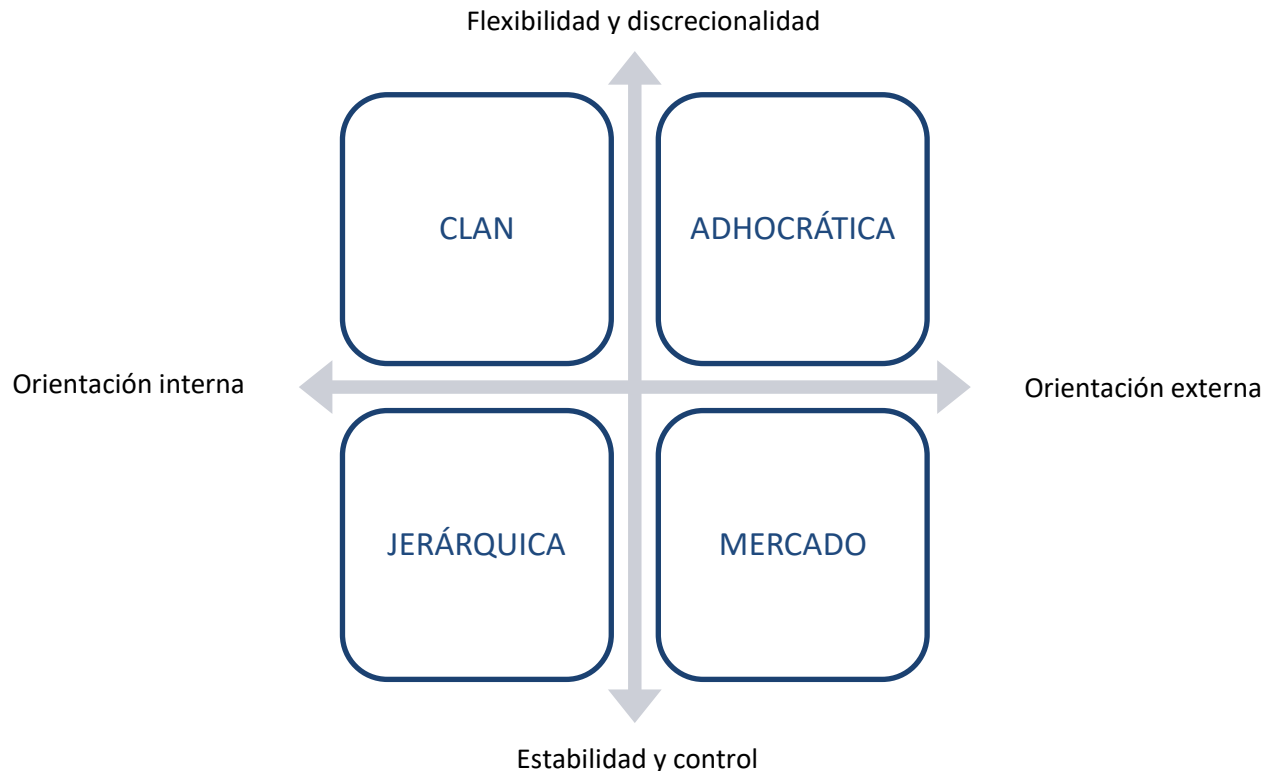 Flexibilidad y discrecionalidad
CLAN
ADHOCRÁTICA
Orientación interna
Orientación externa
JERÁRQUICA
MERCADO
Estabilidad y control